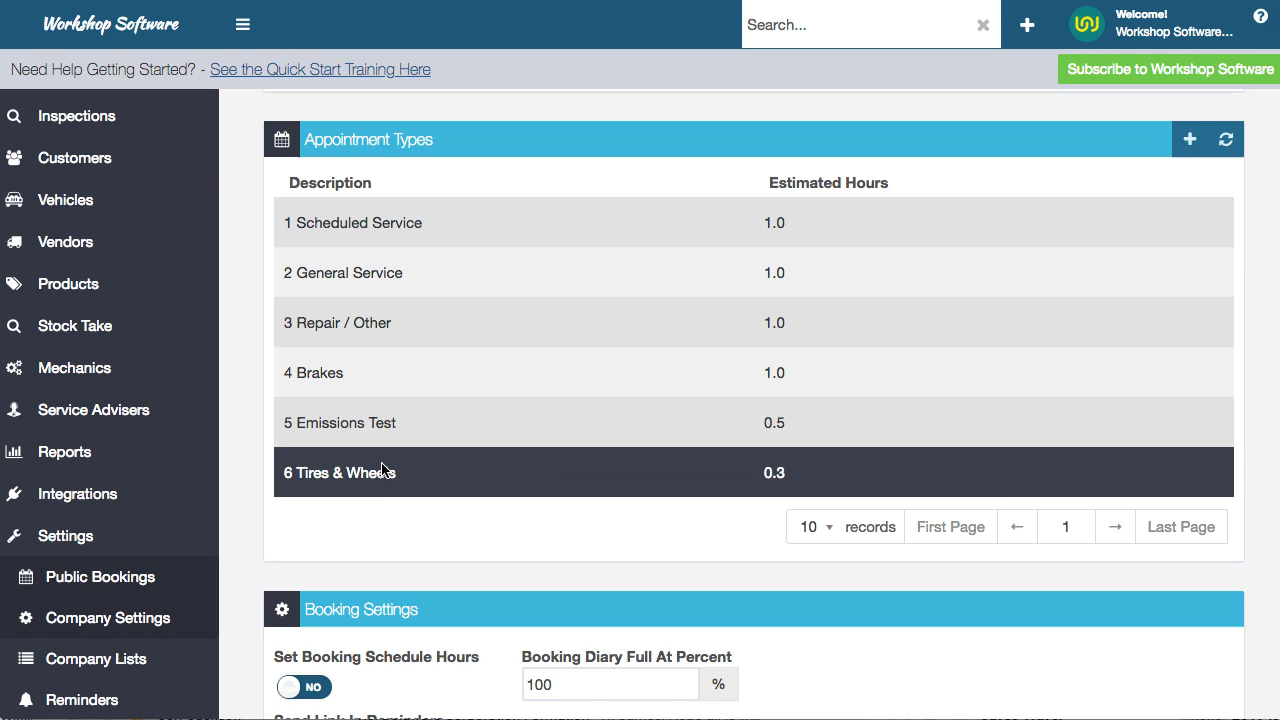 Workshop Software
Search...
Welcome!
Workshop Software...
Need Help Getting Started? - See the Quick Start Training Here
Subscribe to Workshop Software
Inspections
Customers
Vehicles
Vendors
Products
Stock Take
Mechanics
Service Advisers
Reports
Integrations
Settings
Public Bookings
Company Settings
Company Lists
Reminders
Appointment Types
Description Estimated Hours
1 Scheduled Service 1.0
2 General Service 1.0
3 Repair / Other 1.0
4 Brakes 1.0
5 Emissions Test 0.5
6 Tires & Wheels 0.3
10 records First Page ← 1 → Last Page
Booking Settings
Set Booking Schedule Hours Booking Diary Full At Percent
NO 100 %
Send Link In Reminders